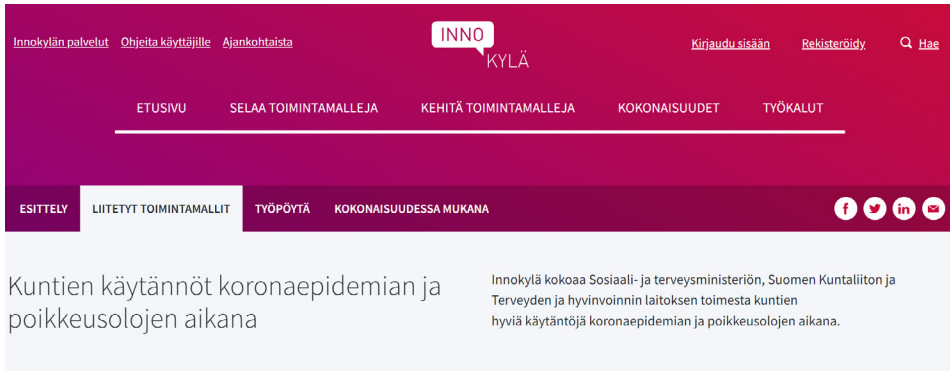 Innokylän palvelut Ohjeita käyttäjille Ajankohtaista
INNO
KYLÄ
Kirjaudu sisään Rekisteröidy Hae
ETUSIVU SELAA TOIMINTAMALLEJA KEHITÄ TOIMINTAMALLEJA KOKONAISUUDET TYÖKALUT
ESITTELY LIITETYT TOIMINTAMALLIT TYÖPÖYTÄ KOKONAISUUDESSA MUKANA
Kuntien käytännöt koronaepidemian ja
poikkeusolojen aikana
Innokylä kokoaa Sosiaali- ja terveysministeriön, Suomen Kuntaliiton ja
Terveyden ja hyvinvoinnin laitoksen toimesta kuntien
hyviä käytäntöjä koronaepidemian ja poikkeusolojen aikana.